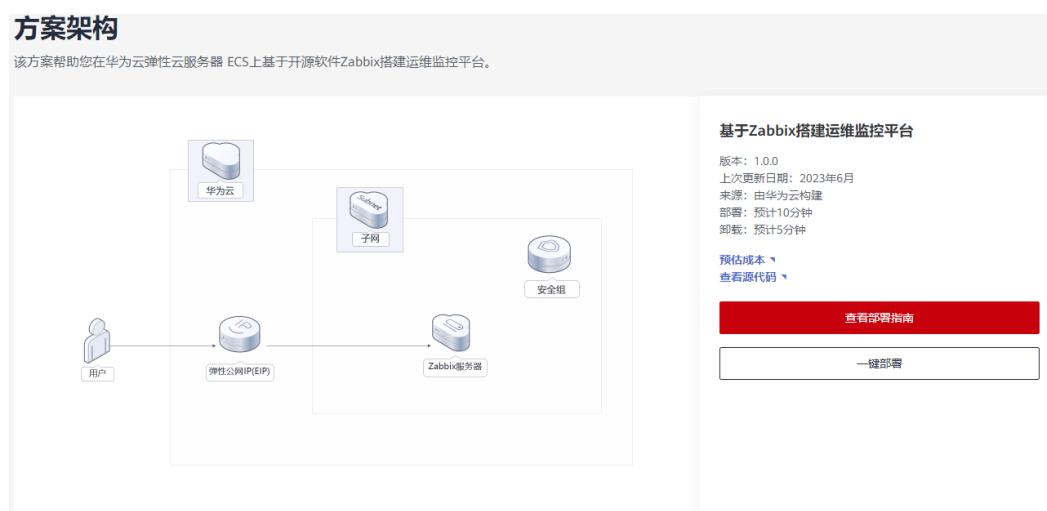 方案架构
该方案帮助您在华为云弹性云服务器 ECS上基于开源软件Zabbix搭建运维监控平台。
华为云
Subnet
子网
安全组
IP
用户
弹性公网IP(EIP)
Zabbix服务器
基于Zabbix搭建运维监控平台
版本：1.0.0
上次更新日期：2023年6月
来源：由华为云构建
部署：预计10分钟
卸载：预计5分钟
预估成本
查看源代码
查看部署指南
一键部署